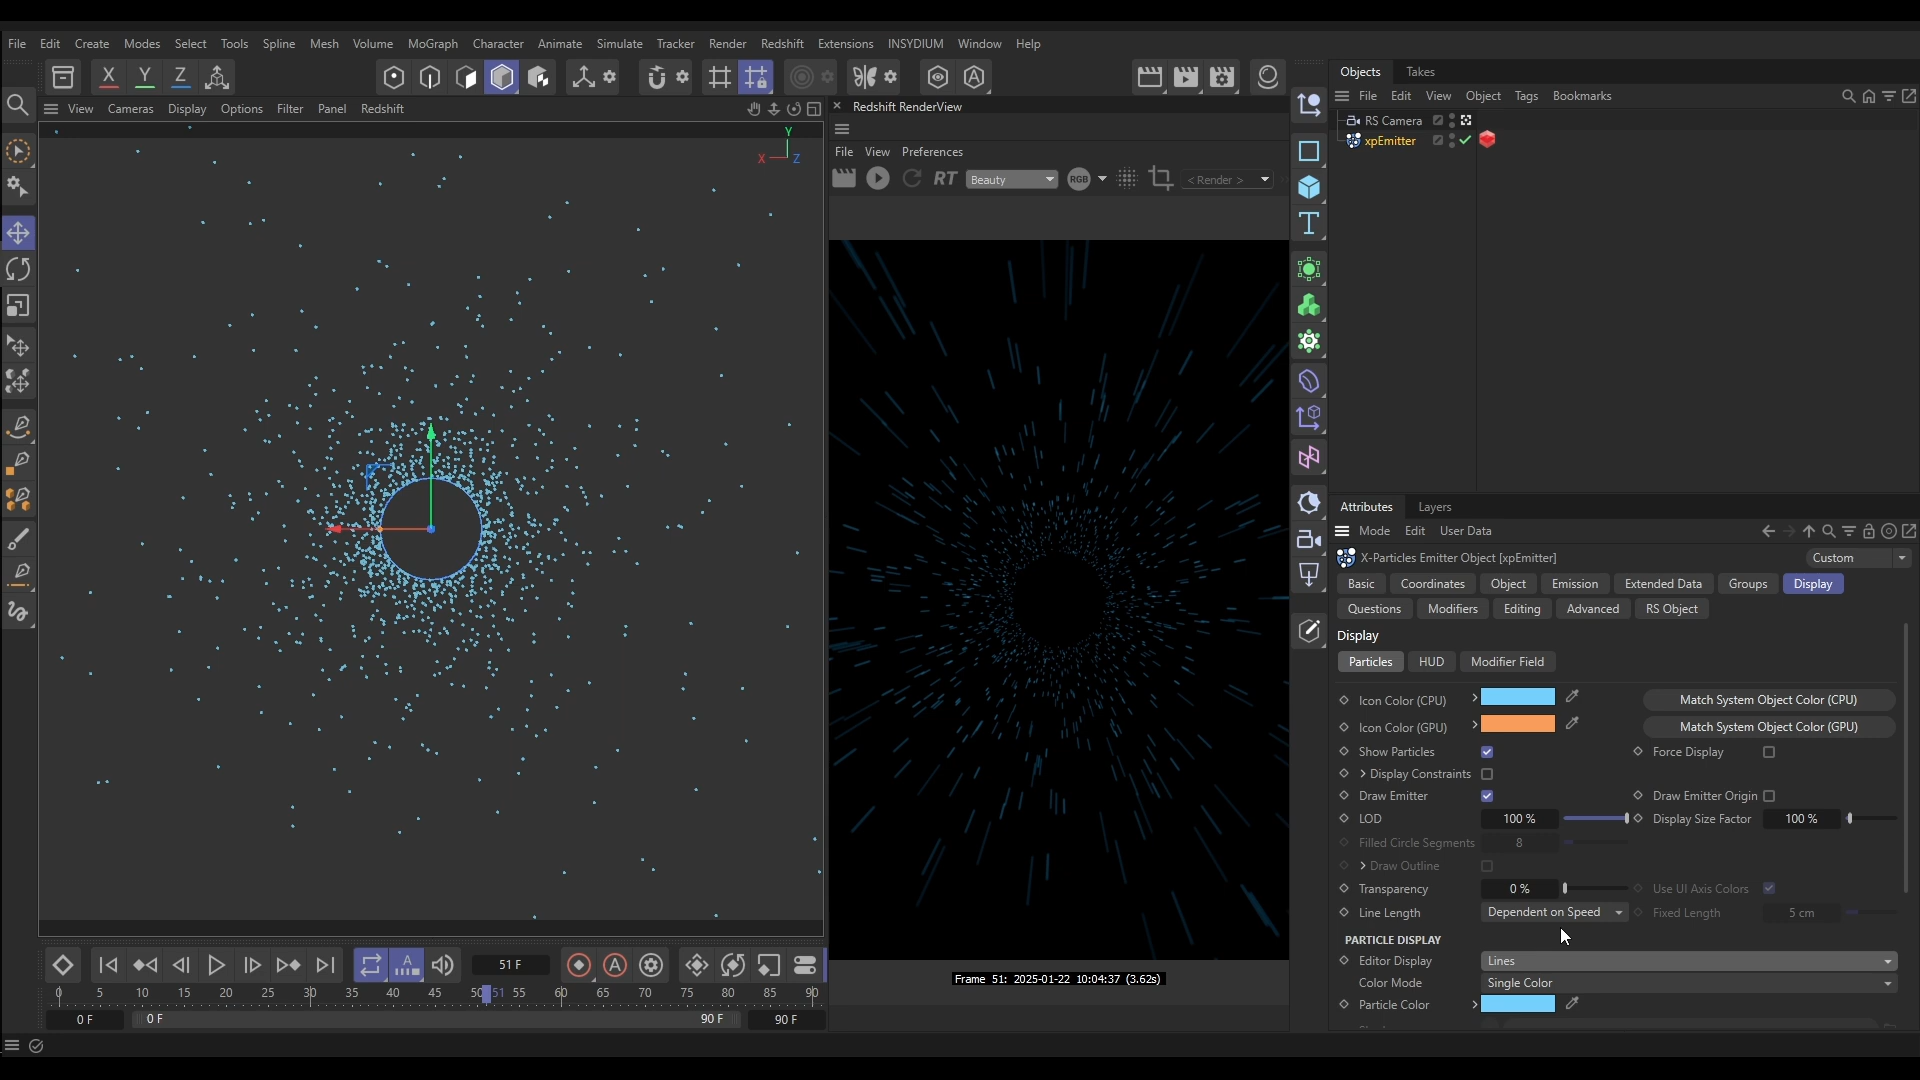 File Edit Create Modes Select Tools Spline Mesh Volume MoGraph Character Animate Simulate Tracker Render Redshift Extensions INSYDIUM Window Help
X Y Z
View Cameras Display Options Filter Panel Redshift
Y
X Z
Redshift RenderView
File View Preferences
RT Beauty RGB < Render >
Frame 51: 2025-01-22 10:04:37 (3.62s)
51 F
0 5 10 15 20 25 30 35 40 45 50 51 55 60 65 70 75 80 85 90
0 F 0 F 90 F 90 F
Objects Takes
File Edit View Object Tags Bookmarks
RS Camera
xpEmitter
Attributes Layers
Mode Edit User Data
X-Particles Emitter Object [xpEmitter] Custom
Basic Coordinates Object Emission Extended Data Groups Display
Questions Modifiers Editing Advanced RS Object
Display
Particles HUD Modifier Field
Icon Color (CPU) Match System Object Color (CPU)
Icon Color (GPU) Match System Object Color (GPU)
Show Particles Force Display
Display Constraints
Draw Emitter Draw Emitter Origin
LOD 100 % Display Size Factor 100 %
Filled Circle Segments 8
Draw Outline
Transparency 0 % Use UI Axis Colors
Line Length Dependent on Speed Fixed Length 5 cm
PARTICLE DISPLAY
Editor Display Lines
Color Mode Single Color
Particle Color